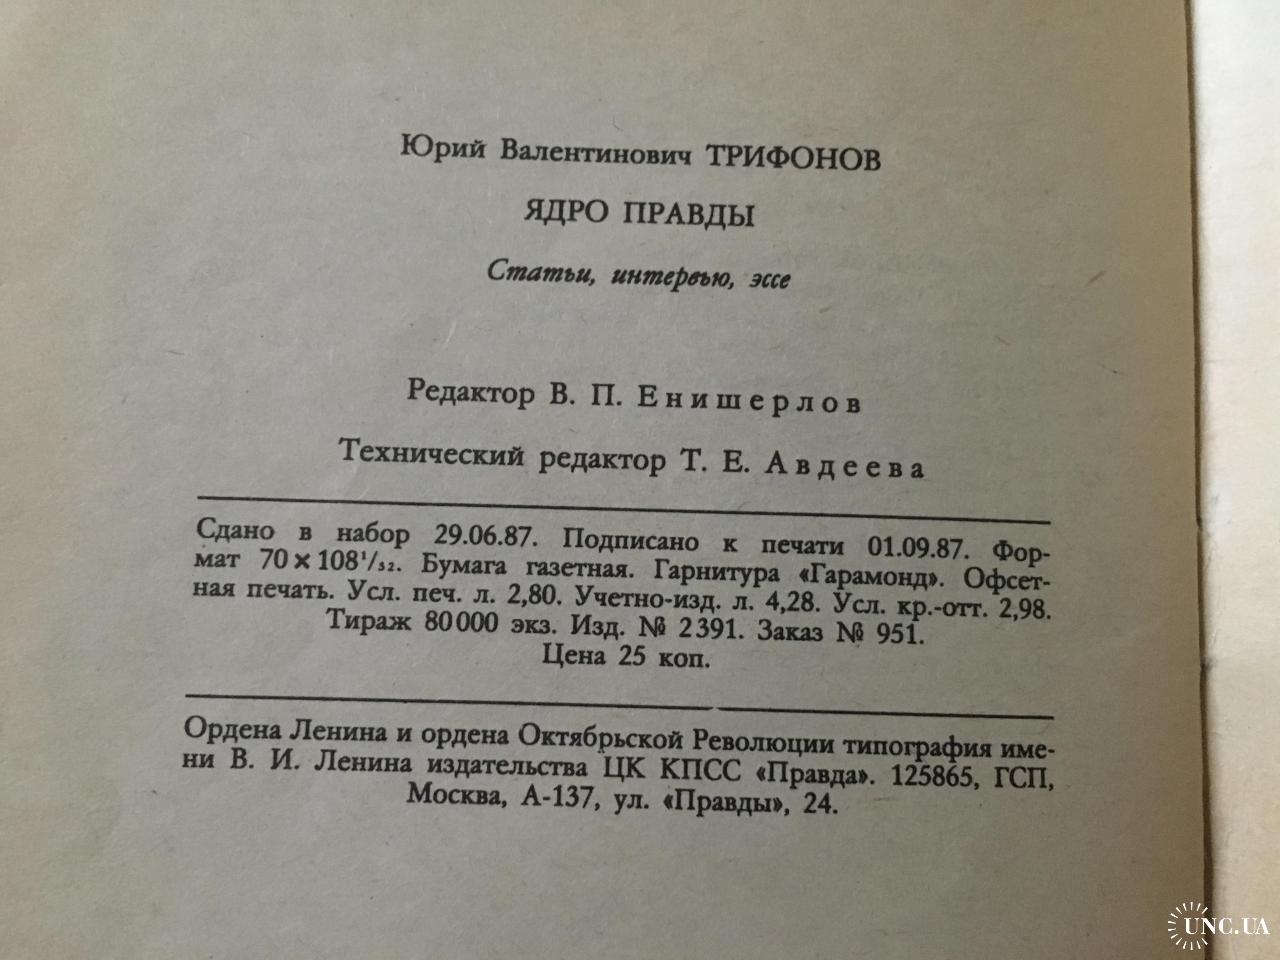 Юрий Валентинович ТРИФОНОВ
ЯДРО ПРАВДЫ
Статьи, интервью, эссе
Редактор В. П. Енишерлов
Технический редактор Т. Е. Авдеева
Сдано в набор 29.06.87. Подписано к печати 01.09.87. Фор-
мат 70×108¹/₃₂. Бумага газетная. Гарнитура «Гарамонд». Офсет-
ная печать. Усл. печ. л. 2,80. Учетно-изд. л. 4,28. Усл. кр.-отт. 2,98.
Тираж 80 000 экз. Изд. № 2391. Заказ № 951.
Цена 25 коп.
Ордена Ленина и ордена Октябрьской Революции типография име-
ни В. И. Ленина издательства ЦК КПСС «Правда». 125865, ГСП,
Москва, А-137, ул. «Правды», 24.
UNC.UA